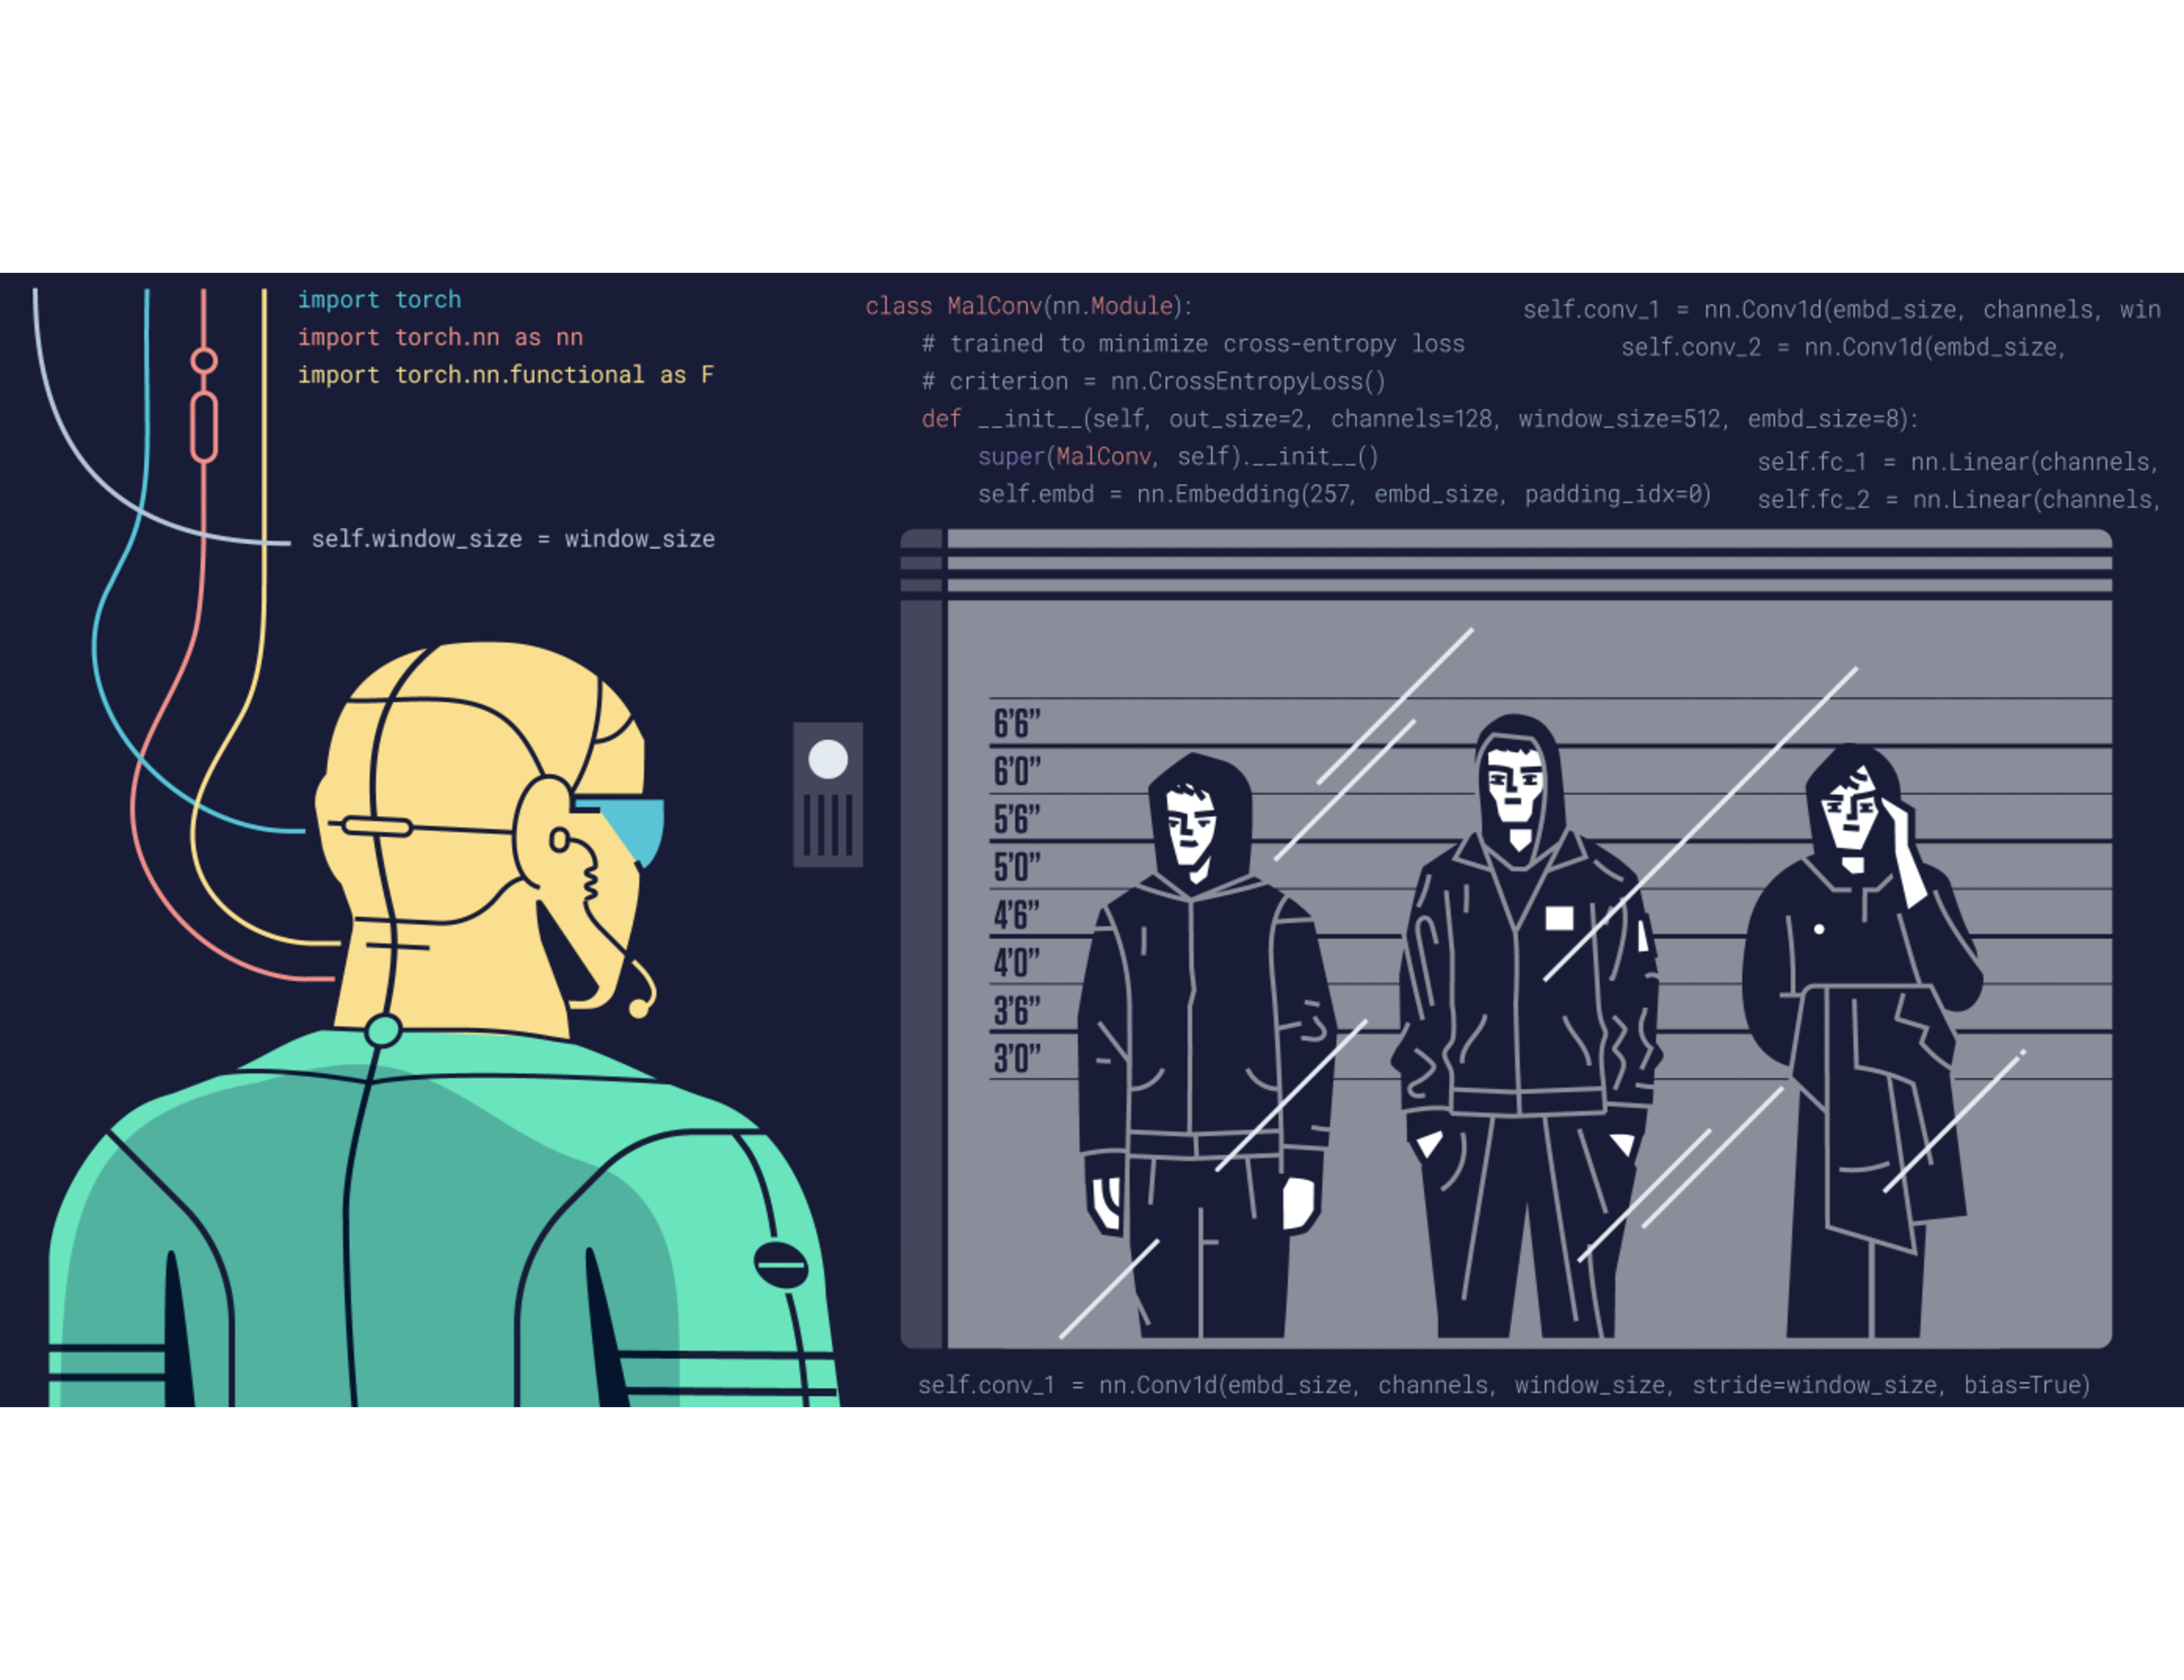 import torch
import torch.nn as nn
import torch.nn.functional as F
self.window_size = window_size
class MalConv(nn.Module):
# trained to minimize cross-entropy loss
# criterion = nn.CrossEntropyLoss()
def __init__(self, out_size=2, channels=128, window_size=512, embd_size=8):
super(MalConv, self).__init__()
self.embd = nn.Embedding(257, embd_size, padding_idx=0)
self.conv_1 = nn.Conv1d(embd_size, channels, win
self.conv_2 = nn.Conv1d(embd_size,
self.fc_1 = nn.Linear(channels,
self.fc_2 = nn.Linear(channels,
6'6"
6'0"
5'6"
5'0"
4'6"
4'0"
3'6"
3'0"
self.conv_1 = nn.Conv1d(embd_size, channels, window_size, stride=window_size, bias=True)